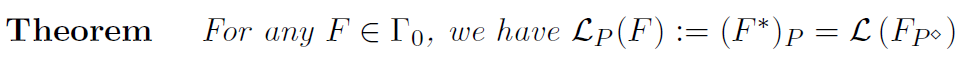 Theorem For any F ∈ Γ₀, we have 𝓛_P(F) := (F*)_P = 𝓛 (F_{P⋄})